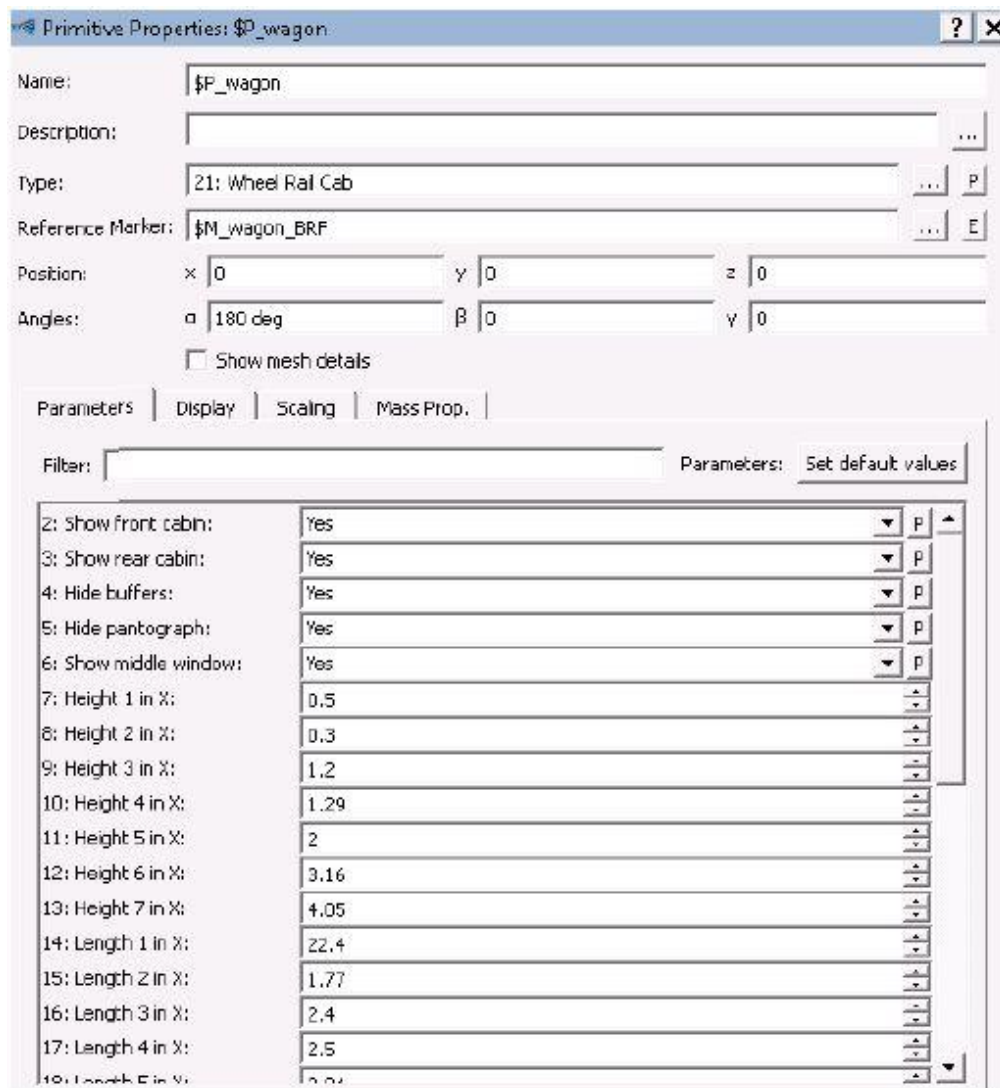 Primitive Properties: $P_wagon ? X
Name: $P_wagon
Description: ...
Type: 21: Wheel Rail Cab ... P
Reference Marker: $M_wagon_BRF ... E
Position: x 0 y 0 z 0
Angles: α 180 deg β 0 γ 0
Show mesh details
Parameters Display Scaling Mass Prop.
Filter: Parameters: Set default values
2: Show front cabin: Yes P
3: Show rear cabin: Yes P
4: Hide buffers: Yes P
5: Hide pantograph: Yes P
6: Show middle window: Yes P
7: Height 1 in X: 0.5
8: Height 2 in X: 0.3
9: Height 3 in X: 1.2
10: Height 4 in X: 1.29
11: Height 5 in X: 2
12: Height 6 in X: 3.16
13: Height 7 in X: 4.05
14: Length 1 in X: 22.4
15: Length 2 in X: 1.77
16: Length 3 in X: 2.4
17: Length 4 in X: 2.5
18: Length 5 in X: